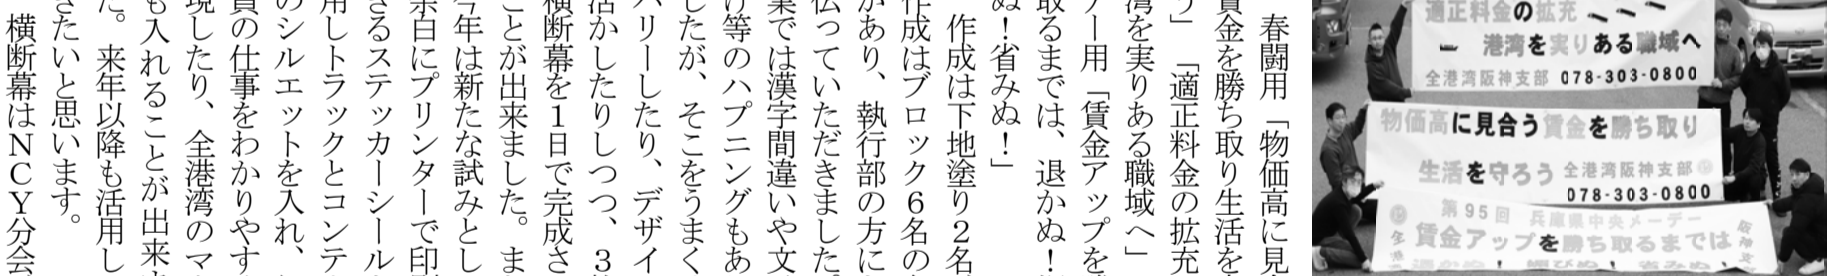 春闘用「物価高に見
賃金を勝ち取り生活を
う」「適正料金の拡充
湾を実りある職域へ」
デー用「賃金アップを
取るまでは、退かぬ！
ぬ！省みぬ！」
作成は下地塗り2名
作成はブロック6名の
があり、執行部の方に
伝っていただきました。
業では漢字間違いや文
け等のハプニングもあ
したが、そこをうまく
バリーしたり、デザイ
活かしたりしつつ、3
横断幕を1日で完成さ
ことが出来ました。ま
今年は新たな試みとし
余白にプリンターで印
きるステッカーシール
用しトラックとコンテ
のシルエットを入れ、
員の仕事をわかりやす
現したり、全港湾のマ
も入れることが出来
た。来年以降も活用し
きたいと思います。
横断幕はNCY分会
適正料金の拡充
港湾を実りある職域へ
全港湾阪神支部 078-303-0800
物価高に見合う賃金を勝ち取り
生活を守ろう 全港湾阪神支部
078-303-0800
第95回 兵庫県中央メーデー
賃金アップを勝ち取るまでは